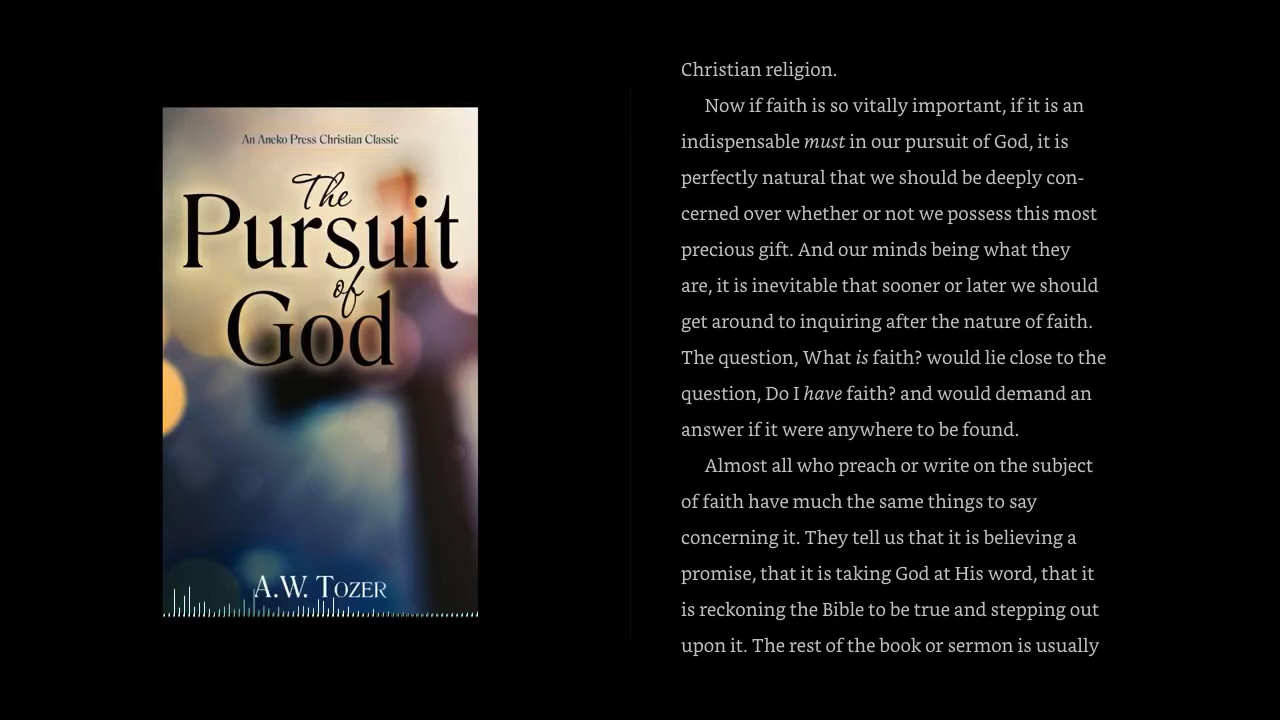 An Aneko Press Christian Classic
The
Pursuit
of
God
A.W. Tozer
Christian religion.
Now if faith is so vitally important, if it is an
indispensable must in our pursuit of God, it is
perfectly natural that we should be deeply con-
cerned over whether or not we possess this most
precious gift. And our minds being what they
are, it is inevitable that sooner or later we should
get around to inquiring after the nature of faith.
The question, What is faith? would lie close to the
question, Do I have faith? and would demand an
answer if it were anywhere to be found.
Almost all who preach or write on the subject
of faith have much the same things to say
concerning it. They tell us that it is believing a
promise, that it is taking God at His word, that it
is reckoning the Bible to be true and stepping out
upon it. The rest of the book or sermon is usually